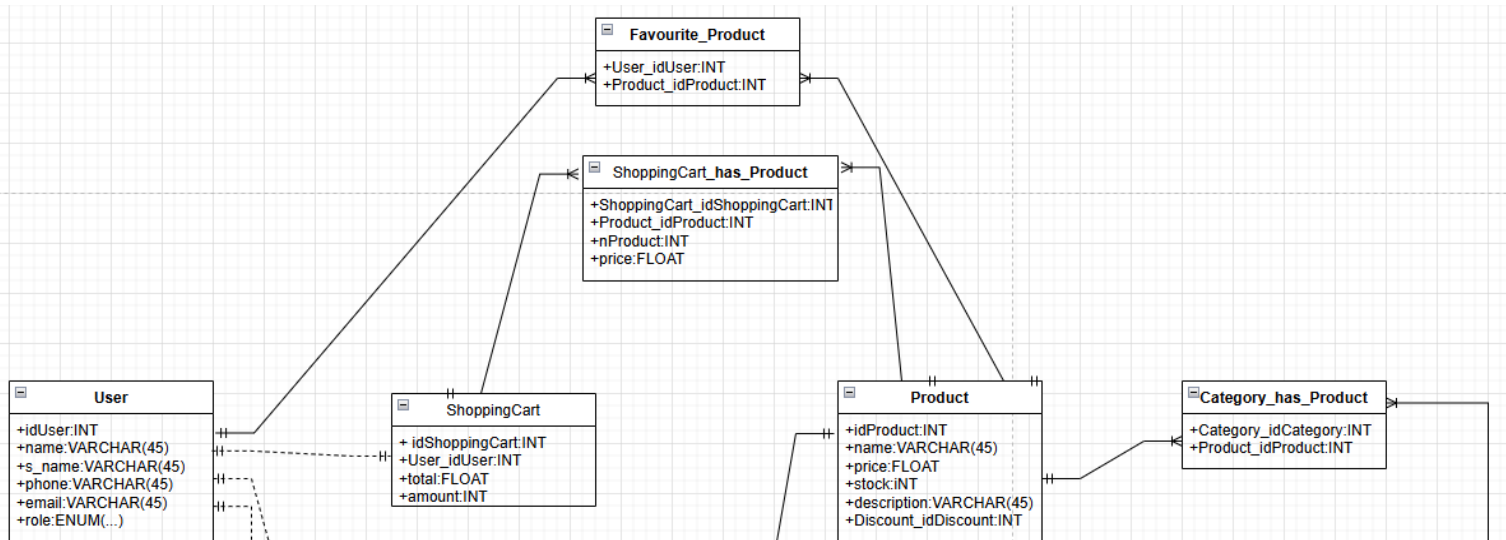 Favourite_Product
+User_idUser:INT
+Product_idProduct:INT
ShoppingCart_has_Product
+ShoppingCart_idShoppingCart:INT
+Product_idProduct:INT
+nProduct:INT
+price:FLOAT
User
+idUser:INT
+name:VARCHAR(45)
+s_name:VARCHAR(45)
+phone:VARCHAR(45)
+email:VARCHAR(45)
+role:ENUM(...)
ShoppingCart
+ idShoppingCart:INT
+User_idUser:INT
+total:FLOAT
+amount:INT
Product
+idProduct:INT
+name:VARCHAR(45)
+price:FLOAT
+stock:iNT
+description:VARCHAR(45)
+Discount_idDiscount:INT
Category_has_Product
+Category_idCategory:INT
+Product_idProduct:INT